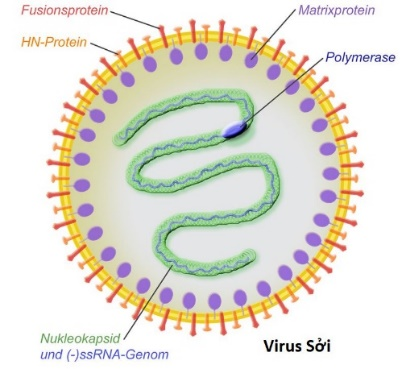 Fusionsprotein
Matrixprotein
HN-Protein
Polymerase
Nukleokapsid
und (-)ssRNA-Genom
Virus Sởi